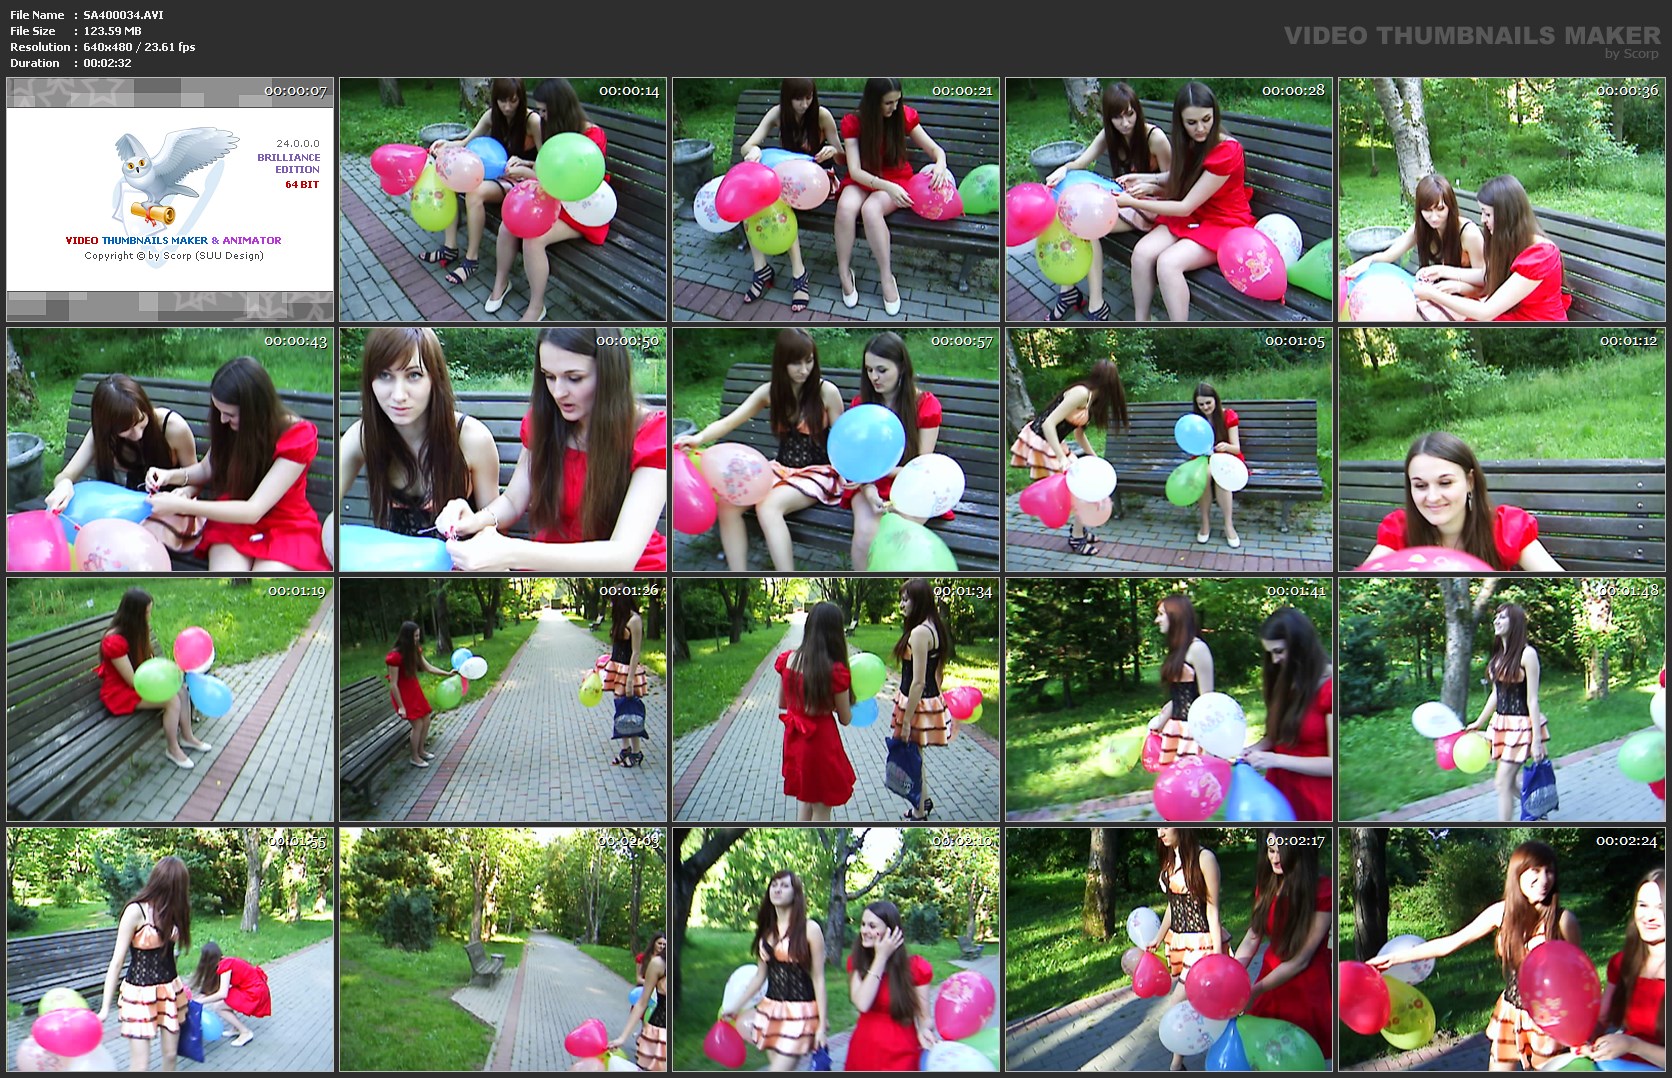 File Name : SA400034.AVI
File Size : 123.59 MB
Resolution : 640x480 / 23.61 fps
Duration : 00:02:32
VIDEO THUMBNAILS MAKER
by Scorp
00:00:07
24.0.0.0
BRILLIANCE
EDITION
64 BIT
VIDEO THUMBNAILS MAKER & ANIMATOR
Copyright © by Scorp (SUU Design)
00:00:14
00:00:21
00:00:28
00:00:36
00:00:43
00:00:50
00:00:57
00:01:05
00:01:12
00:01:19
00:01:26
00:01:34
00:01:41
00:01:48
00:01:55
00:02:03
00:02:10
00:02:17
00:02:24